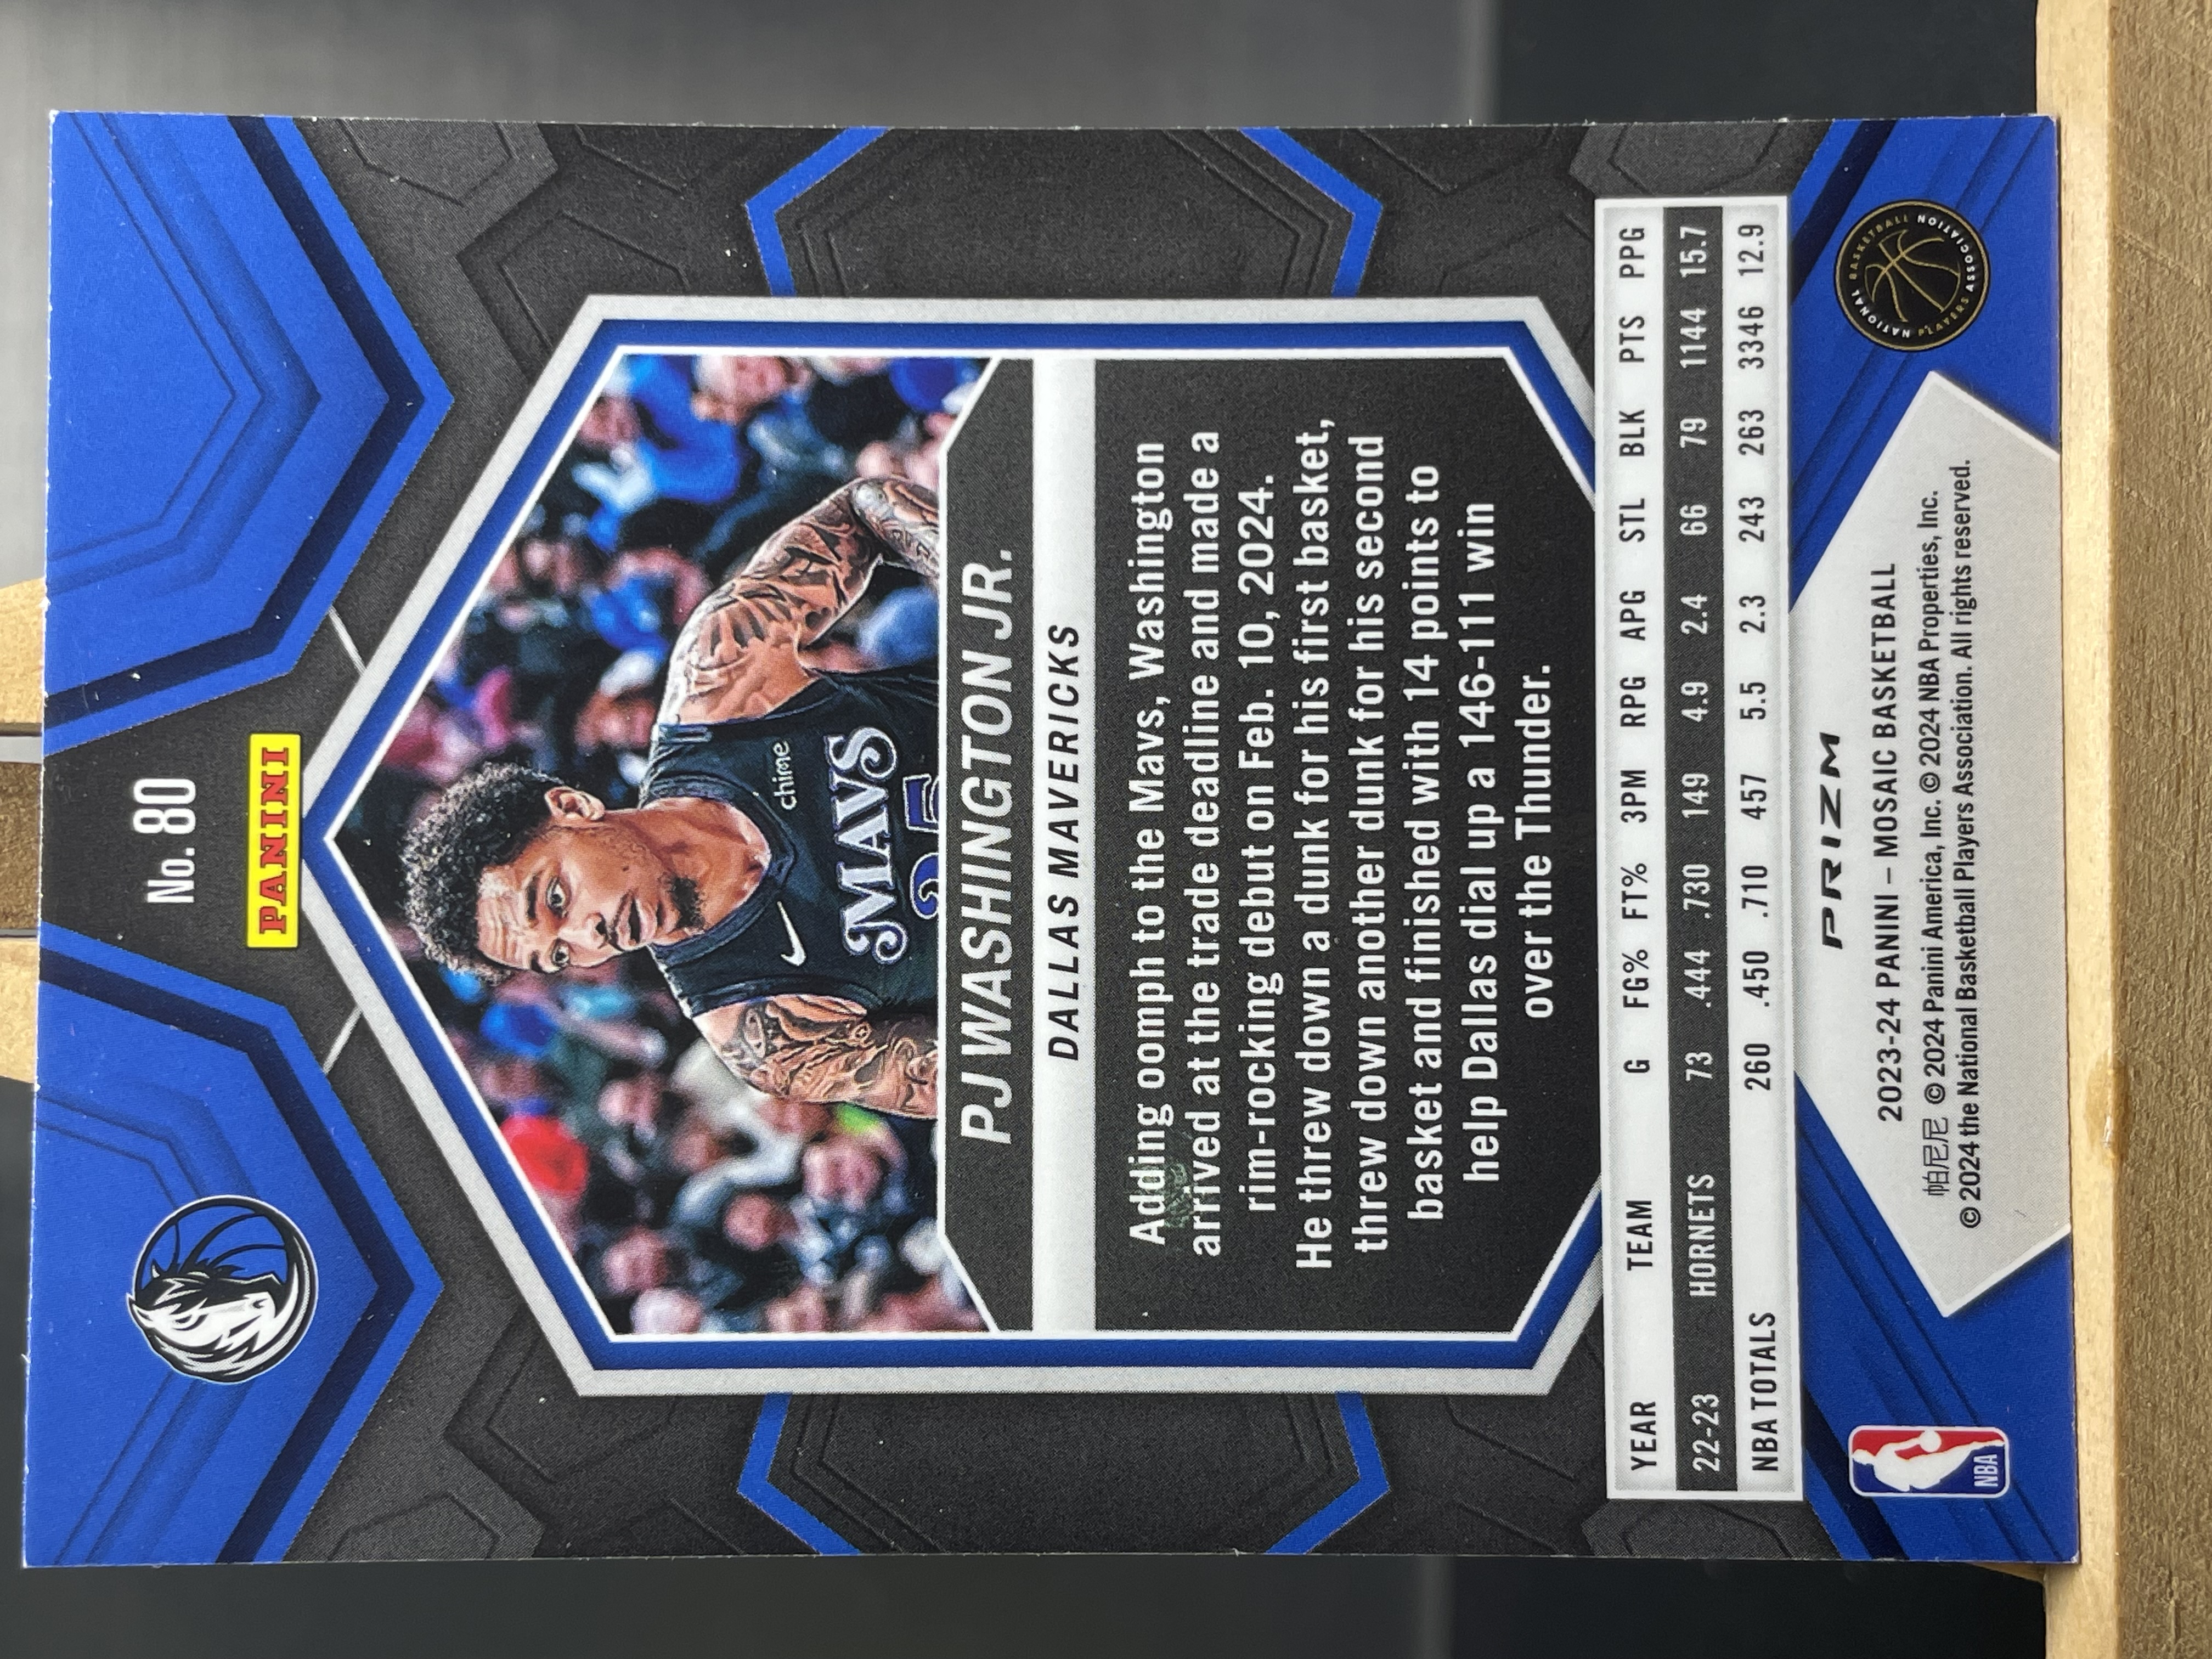 No. 80
PANINI
chime
MAVS
PJ WASHINGTON JR.
DALLAS MAVERICKS
Adding oomph to the Mavs, Washington
arrived at the trade deadline and made a
rim-rocking debut on Feb. 10, 2024.
He threw down a dunk for his first basket,
threw down another dunk for his second
basket and finished with 14 points to
help Dallas dial up a 146-111 win
over the Thunder.
YEAR TEAM G FG% FT% 3PM RPG APG STL BLK PTS PPG
22-23 HORNETS 73 .444 .730 149 4.9 2.4 66 79 1144 15.7
NBA TOTALS 260 .450 .710 457 5.5 2.3 243 263 3346 12.9
PRIZM
2023-24 PANINI – MOSAIC BASKETBALL
帕尼尼 © 2024 Panini America, Inc. © 2024 NBA Properties, Inc.
© 2024 the National Basketball Players Association. All rights reserved.
NBA
NATIONAL BASKETBALL
PLAYERS ASSOCIATION